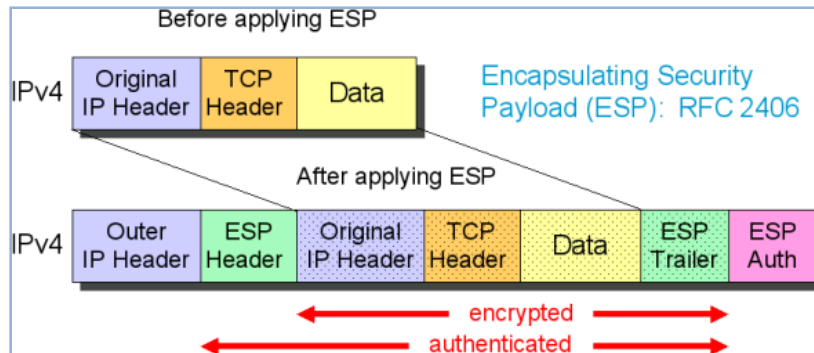 Before applying ESP
IPv4
Original
IP Header
TCP
Header
Data
Encapsulating Security
Payload (ESP): RFC 2406
After applying ESP
IPv4
Outer
IP Header
ESP
Header
Original
IP Header
TCP
Header
Data
ESP
Trailer
ESP
Auth
encrypted
authenticated